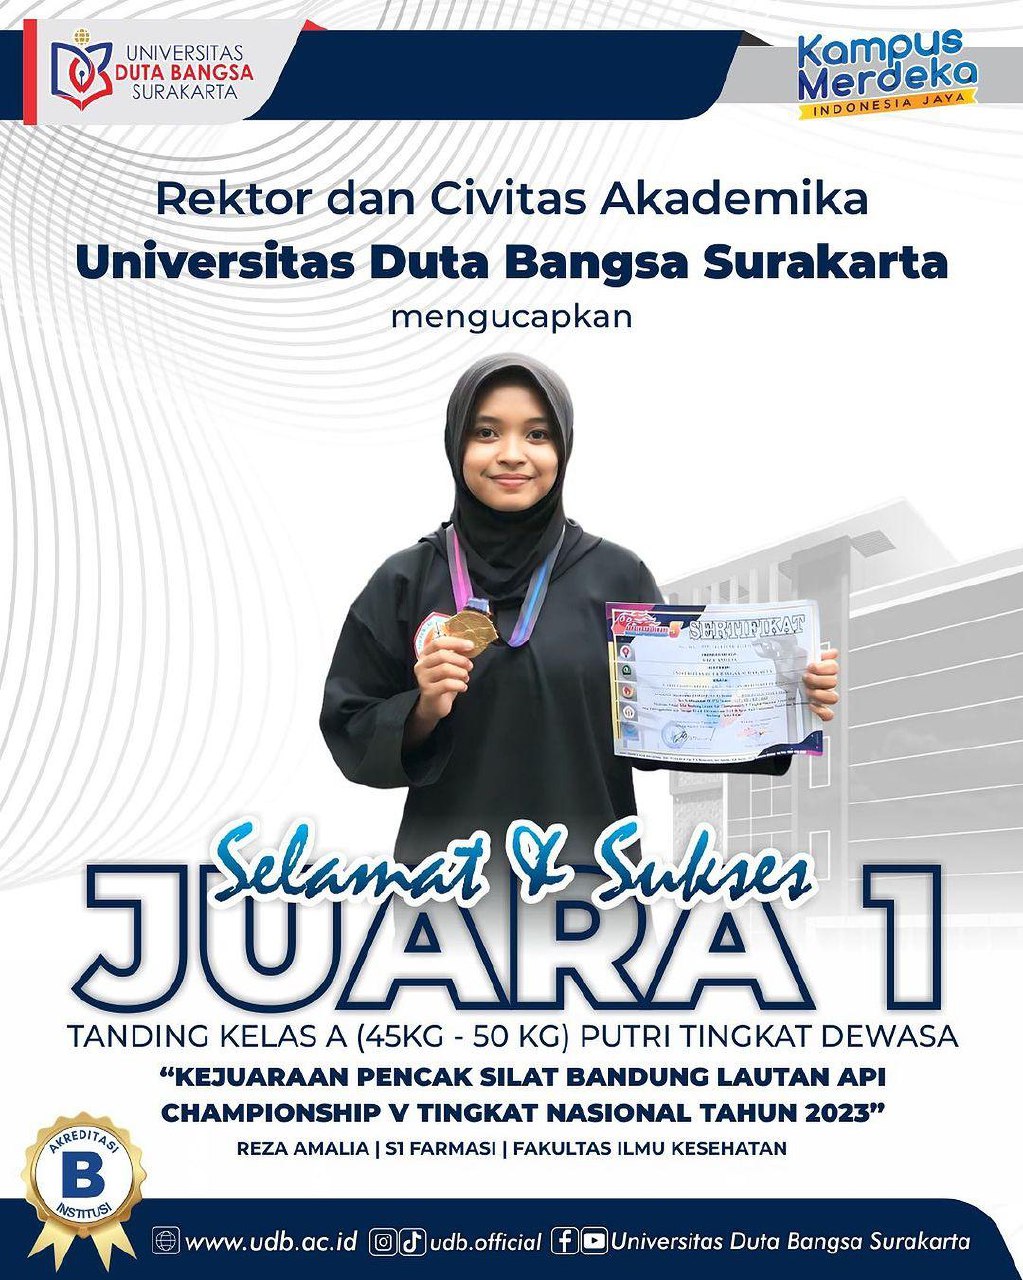 UNIVERSITAS
DUTA BANGSA
SURAKARTA
Kampus
Merdeka
INDONESIA JAYA
Rektor dan Civitas Akademika
Universitas Duta Bangsa Surakarta
mengucapkan
SERTIFIKAT
Selamat & Sukses
JUARA 1
TANDING KELAS A (45KG - 50 KG) PUTRI TINGKAT DEWASA
“KEJUARAAN PENCAK SILAT BANDUNG LAUTAN API
CHAMPIONSHIP V TINGKAT NASIONAL TAHUN 2023”
REZA AMALIA | S1 FARMASI | FAKULTAS ILMU KESEHATAN
AKREDITASI
B
INSTITUSI
www.udb.ac.id udb.official Universitas Duta Bangsa Surakarta